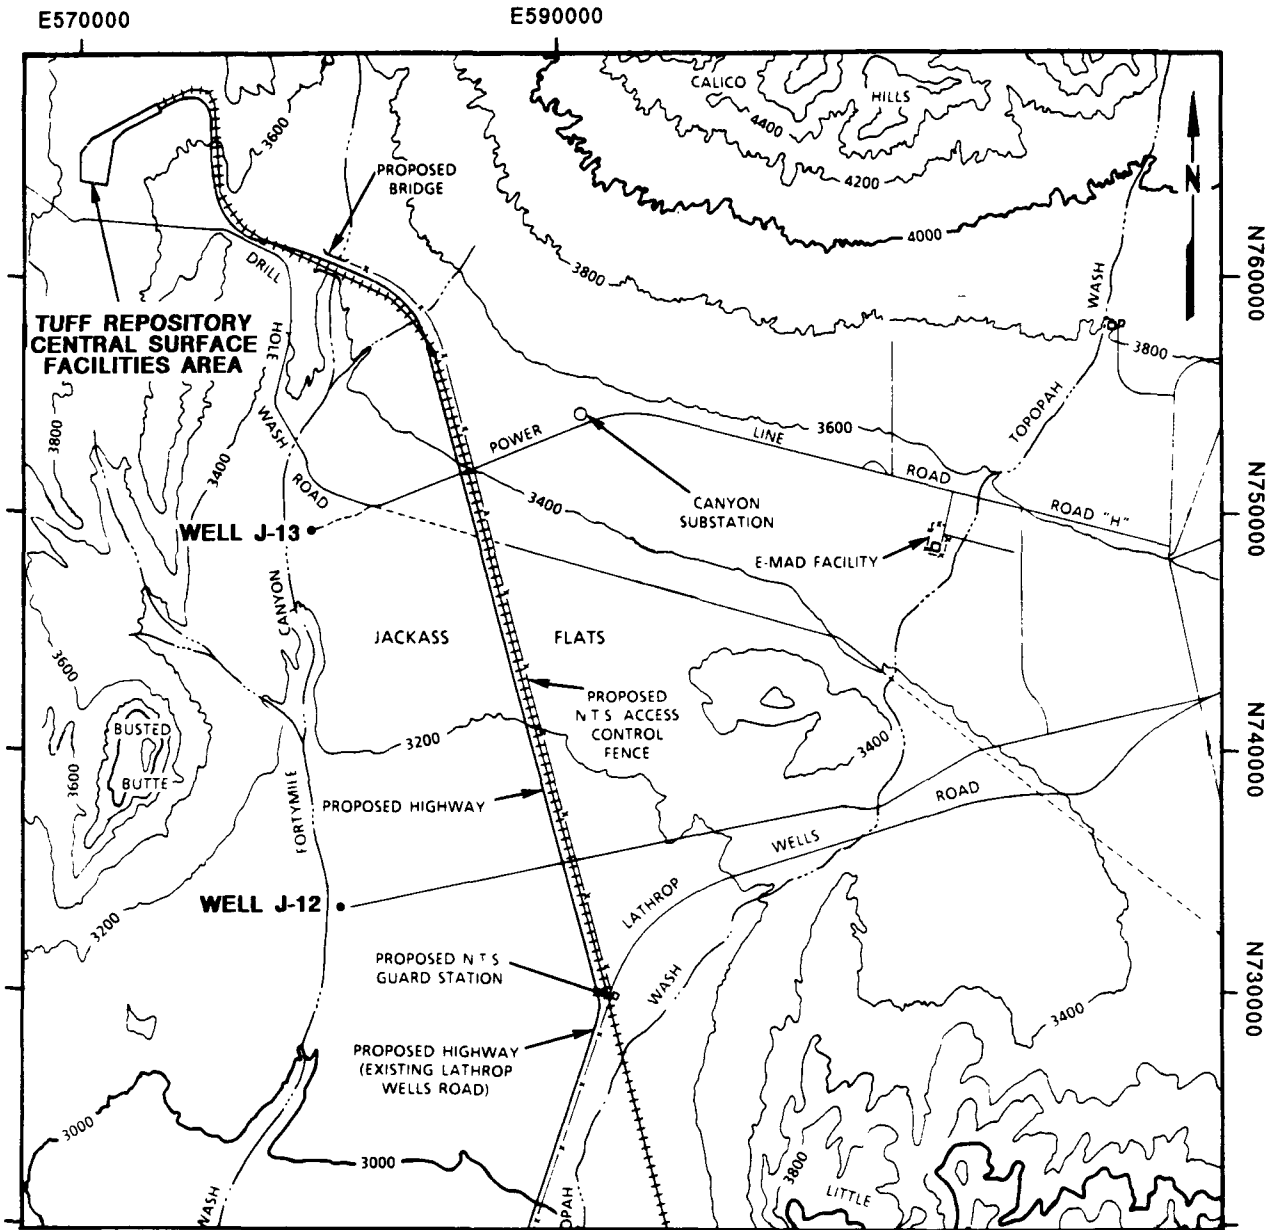 E570000
E590000
CALICO
HILLS
4400
4200
4000
3800
3600
PROPOSED
BRIDGE
N
N760000
WASH
3800
DRILL
HOLE
WASH
ROAD
TUFF REPOSITORY
CENTRAL SURFACE
FACILITIES AREA
3800
3400
TOPOPAH
POWER
LINE
3600
ROAD
ROAD "H"
CANYON
SUBSTATION
3400
N750000
WELL J-13
E-MAD FACILITY
CANYON
JACKASS
FLATS
3600
PROPOSED
N T S ACCESS
CONTROL
FENCE
BUSTED
BUTTE
3600
3200
3400
N740000
PROPOSED HIGHWAY
ROAD
FORTYMILE
WELLS
LATHROP
WELL J-12
3200
PROPOSED N T S
GUARD STATION
WASH
N730000
3400
PROPOSED HIGHWAY
(EXISTING LATHROP
WELLS ROAD)
3000
3000
3800
LITTLE
WASH
OPAH